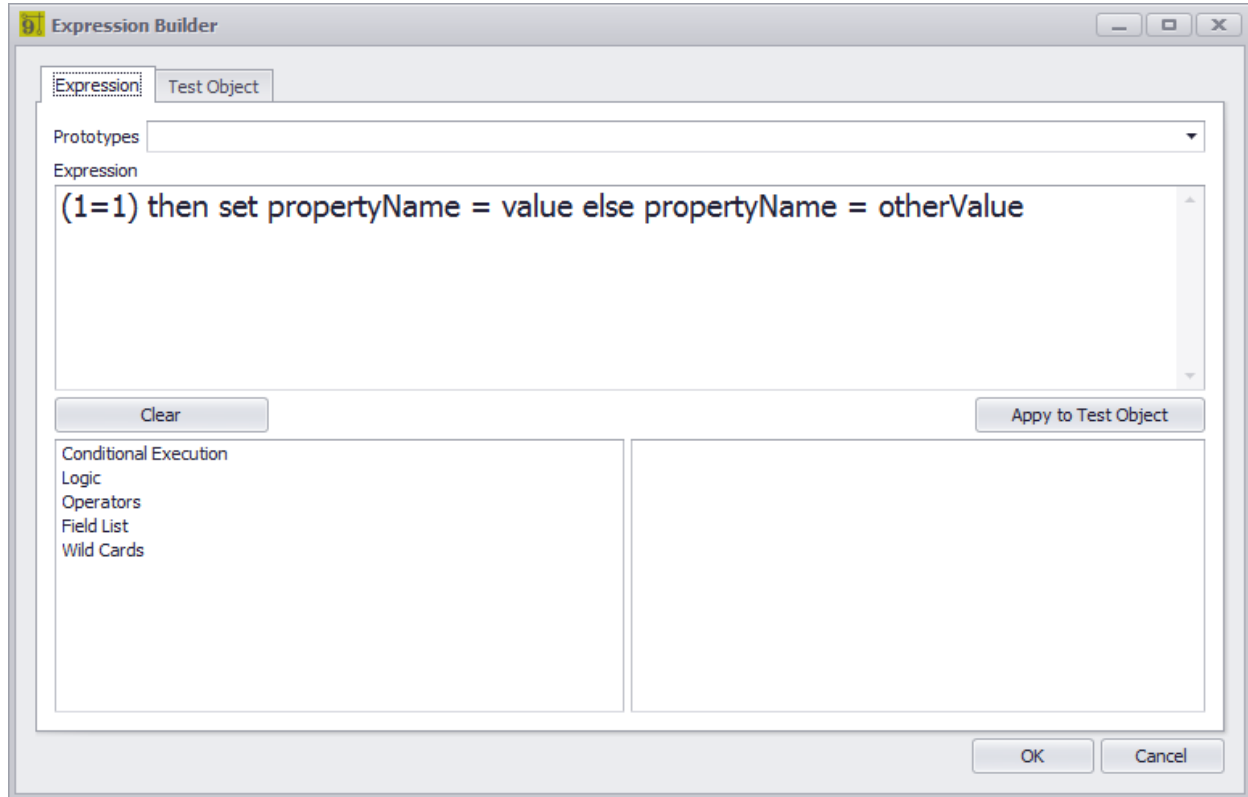 Expression Builder
Expression Test Object
Prototypes
Expression
(1=1) then set propertyName = value else propertyName = otherValue
Clear Appy to Test Object
Conditional Execution
Logic
Operators
Field List
Wild Cards
OK Cancel